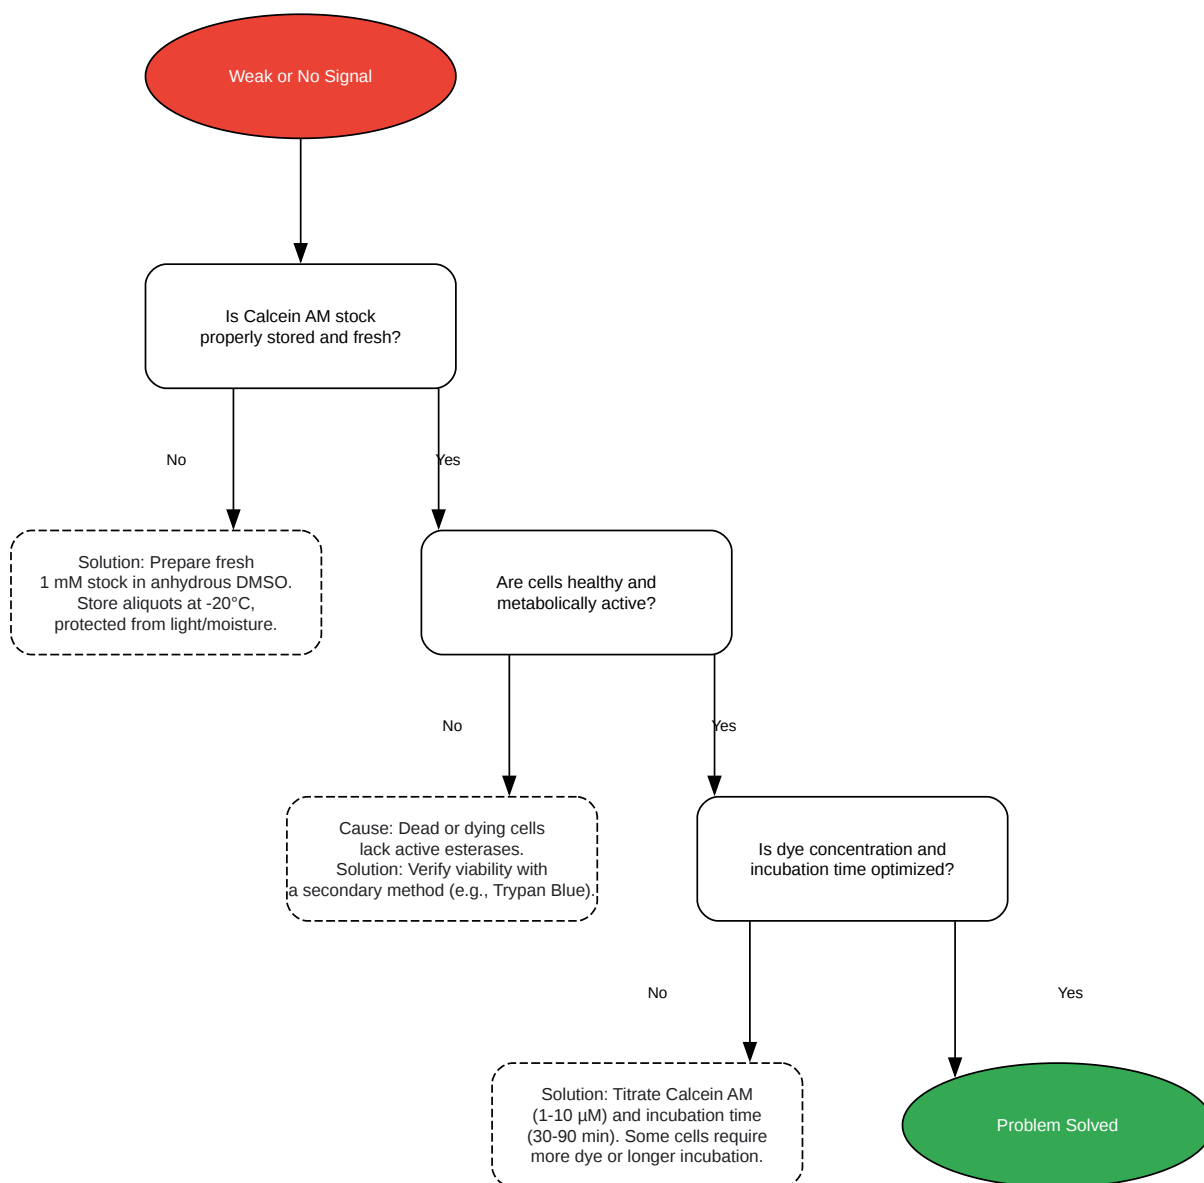 Weak or No Signal
Is Calcein AM stock
properly stored and fresh?
No
Yes
Solution: Prepare fresh
1 mM stock in anhydrous DMSO.
Store aliquots at -20°C,
protected from light/moisture.
Are cells healthy and
metabolically active?
No
Yes
Cause: Dead or dying cells
lack active esterases.
Solution: Verify viability with
a secondary method (e.g., Trypan Blue).
Is dye concentration and
incubation time optimized?
No
Yes
Solution: Titrate Calcein AM
(1-10 µM) and incubation time
(30-90 min). Some cells require
more dye or longer incubation.
Problem Solved